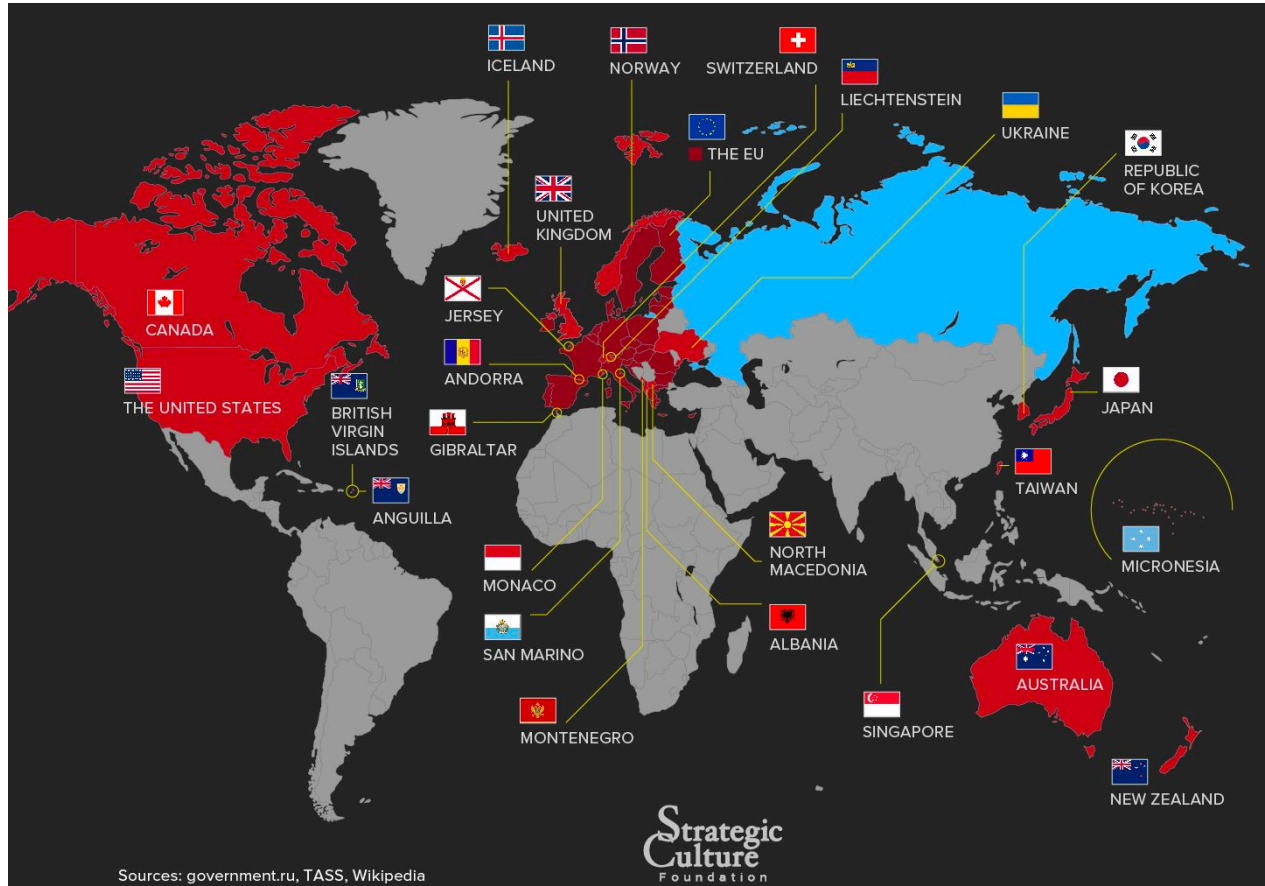 ICELAND
NORWAY
SWITZERLAND
LIECHTENSTEIN
UKRAINE
THE EU
REPUBLIC
OF KOREA
UNITED
KINGDOM
JERSEY
CANADA
ANDORRA
THE UNITED STATES
BRITISH
VIRGIN
ISLANDS
JAPAN
GIBRALTAR
TAIWAN
ANGUILLA
NORTH
MACEDONIA
MICRONESIA
MONACO
ALBANIA
SAN MARINO
AUSTRALIA
MONTENEGRO
SINGAPORE
NEW ZEALAND
Strategic
Culture
Foundation
Sources: government.ru, TASS, Wikipedia